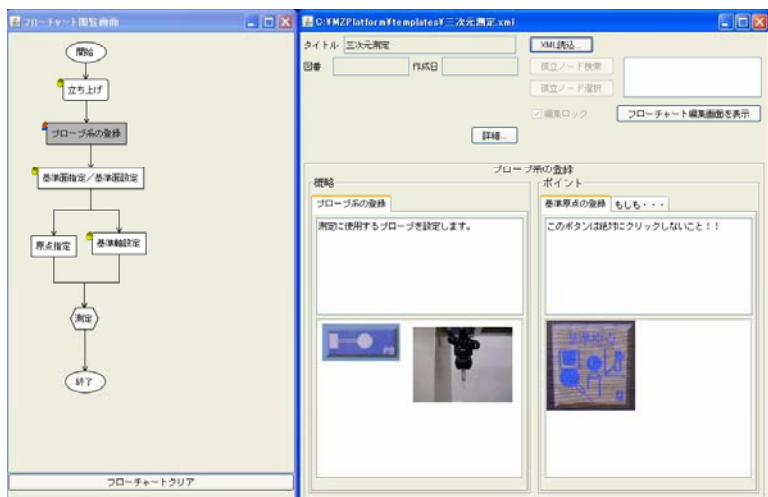 フローチャート閲覧画面
開始
立ち上げ
プローブ系の登録
基準面指定／基準面設定
原点指定
基準軸設定
測定
終了
フローチャートクリア
C:¥MZPlatform¥templates¥三次元測定.xml
タイトル 三次元測定 XML読込...
図番 作成日 孤立ノード検索
孤立ノード選択
編集ロック フローチャート編集画面を表示
詳細...
プローブ系の登録
概略
プローブ系の登録
測定に使用するプローブを設定します。
PB
ポイント
基準原点の登録 もしも・・・
このボタンは絶対にクリックしないこと！！
基準原点